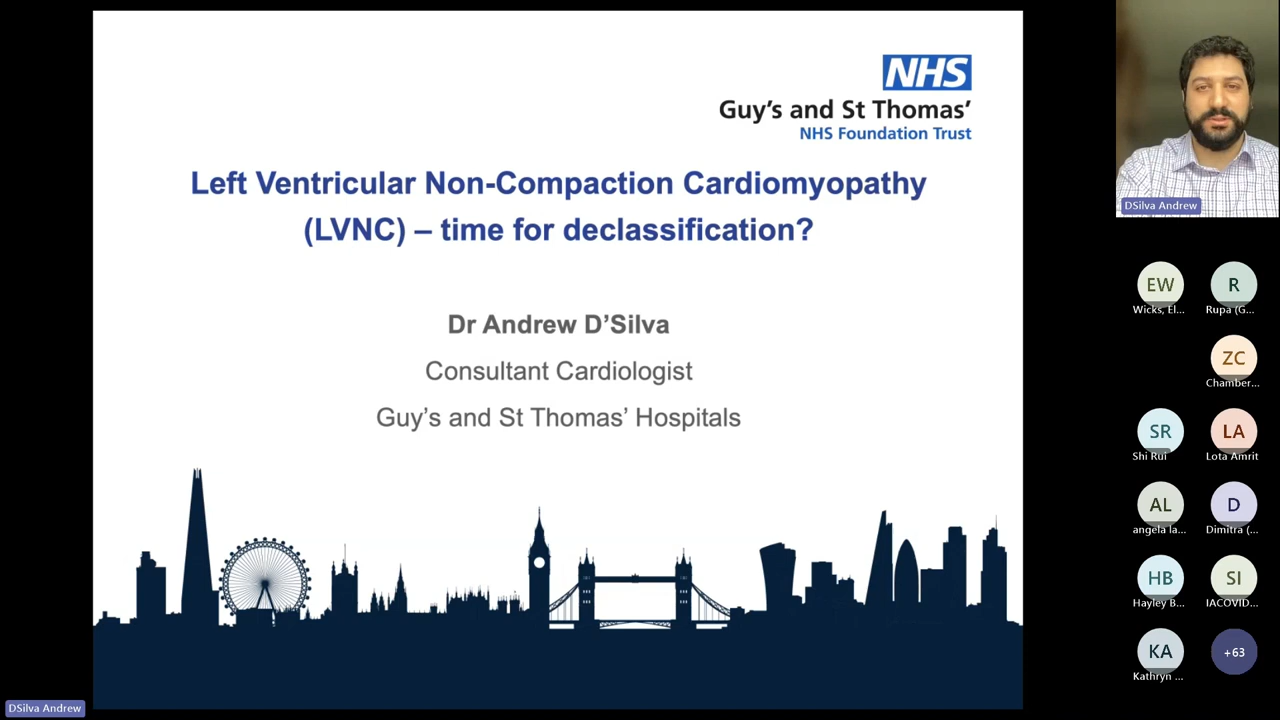 NHS
Guy's and St Thomas'
NHS Foundation Trust
Left Ventricular Non-Compaction Cardiomyopathy
(LVNC) – time for declassification?
Dr Andrew D'Silva
Consultant Cardiologist
Guy's and St Thomas' Hospitals
DSilva Andrew
DSilva Andrew
EW
Wicks, El...
R
Rupa (G...
ZC
Chamber...
SR
Shi Rui
LA
Lota Amrit
AL
angela la...
D
Dimitra (...
HB
Hayley B...
SI
IACOVID...
KA
Kathryn ...
+63